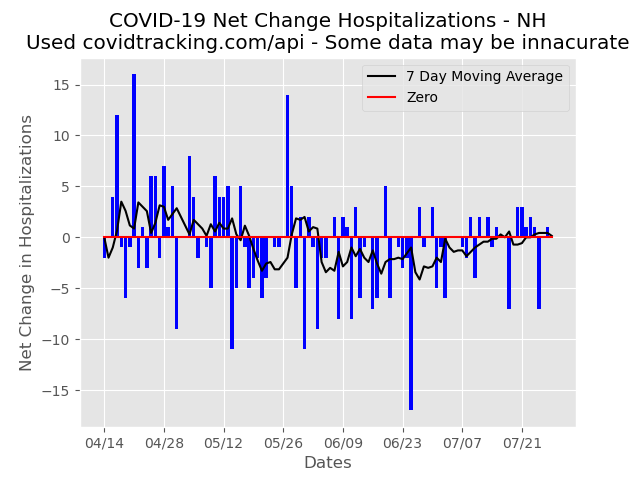 COVID-19 Net Change Hospitalizations - NH
Used covidtracking.com/api - Some data may be innacurate
7 Day Moving Average
Zero
Net Change in Hospitalizations
15
10
5
0
−5
−10
−15
04/14 04/28 05/12 05/26 06/09 06/23 07/07 07/21
Dates